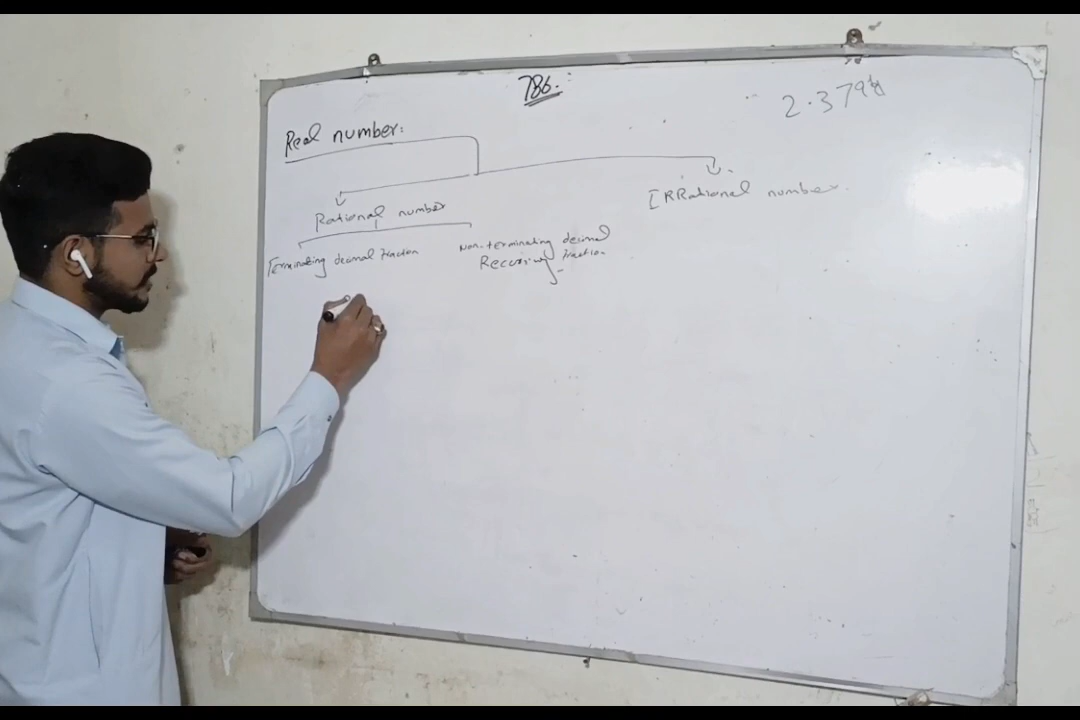 786.
2.379
Real number:
Rational number
IRRational number.
Terminating decimal fraction
Non-terminating decimal
Recurring fraction